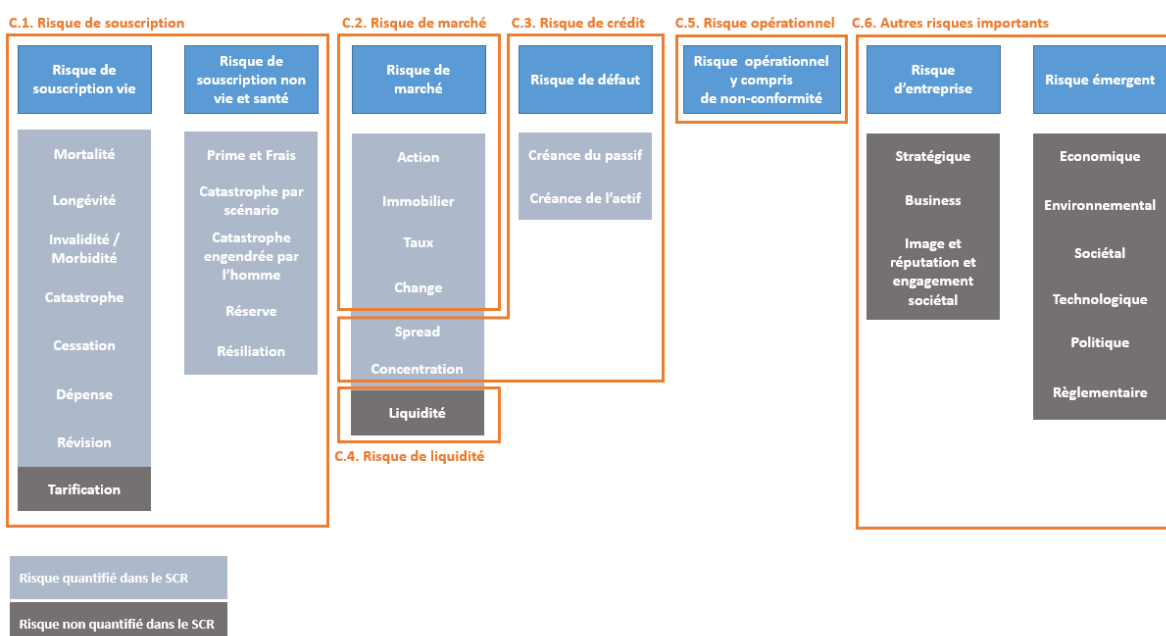 C.1. Risque de souscription
C.2. Risque de marché
C.3. Risque de crédit
C.5. Risque opérationnel
C.6. Autres risques importants
Risque de
souscription vie
Risque de
souscription non
vie et santé
Risque de
marché
Risque de défaut
Risque opérationnel
y compris
de non-conformité
Risque
d'entreprise
Risque émergent
Mortalité
Longévité
Invalidité /
Morbidité
Catastrophe
Cessation
Dépense
Révision
Tarification
Prime et Frais
Catastrophe par
scénario
Catastrophe
engendrée par
l'homme
Réserve
Résiliation
Action
Immobilier
Taux
Change
Spread
Concentration
Liquidité
C.4. Risque de liquidité
Créance du passif
Créance de l'actif
Stratégique
Business
Image et
réputation et
engagement
sociétal
Economique
Environnemental
Sociétal
Technologique
Politique
Règlementaire
Risque quantifié dans le SCR
Risque non quantifié dans le SCR